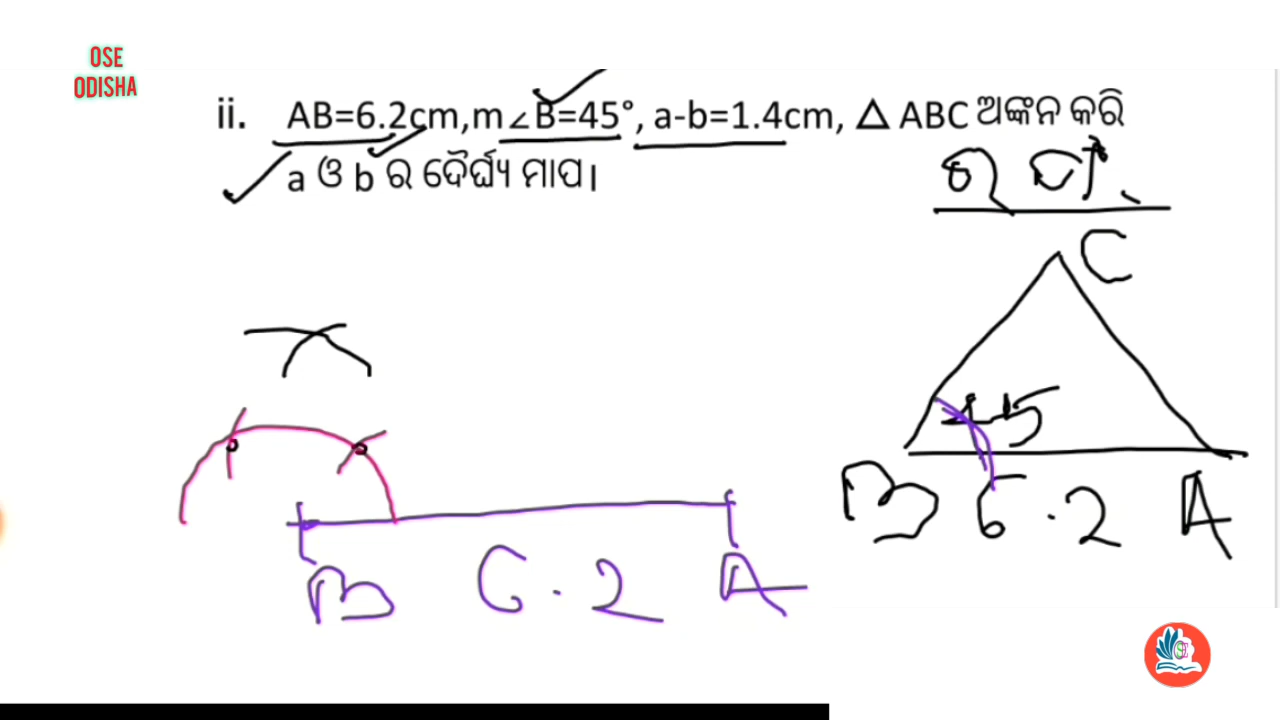 OSE
ODISHA
ii. AB=6.2cm,m∠B=45°, a-b=1.4cm, △ ABC ଅଙ୍କନ କରି
a ଓ b ର ଦୈର୍ଘ୍ୟ ମାପ।
C
45
B 6.2 A
B 6.2 A